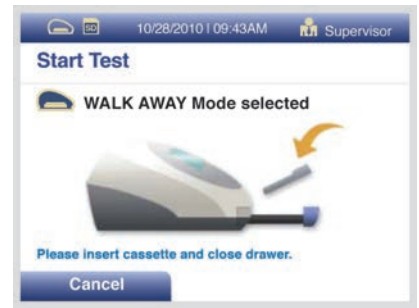 SD 10/28/2010 | 09:43AM Supervisor
Start Test
WALK AWAY Mode selected
Please insert cassette and close drawer.
Cancel